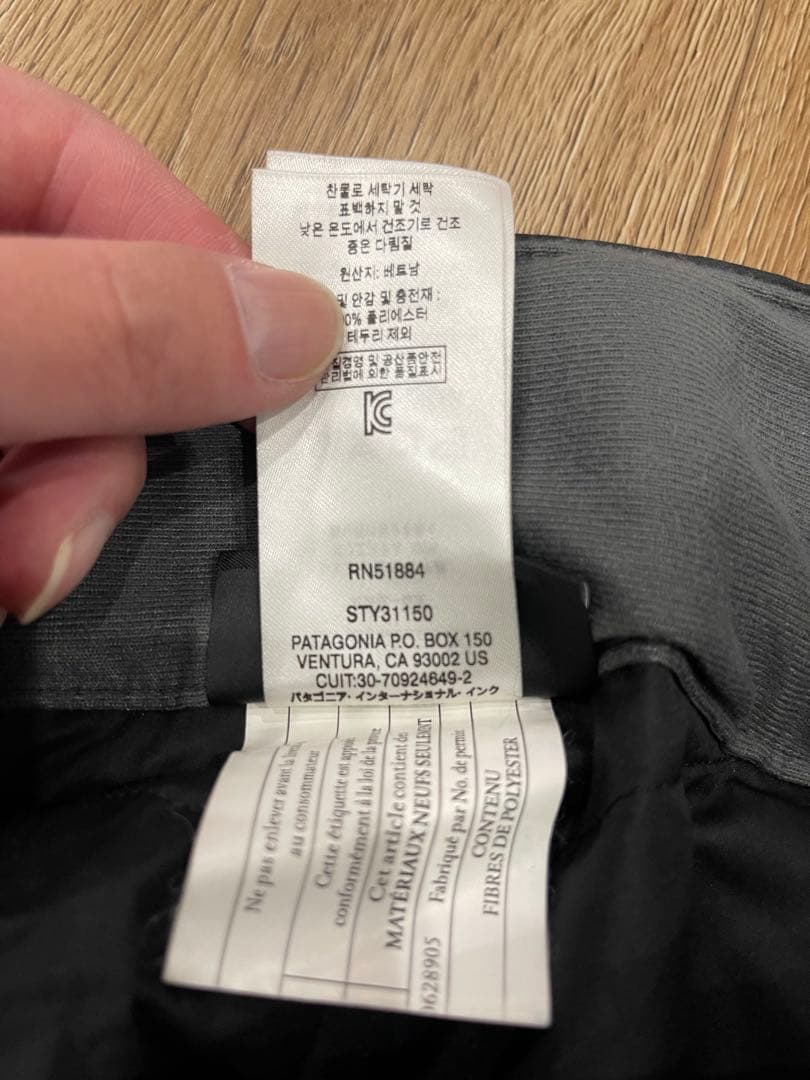 찬물로 세탁기 세탁
표백하지 말 것
낮은 온도에서 건조기로 건조
중온 다림질
원산지: 베트남
및 안감 및 충전재 :
0% 폴리에스터
테두리 제외
품경영 및 공산품안전
관리법에 의한 품질표시
RN51884
STY31150
PATAGONIA P.O. BOX 150
VENTURA, CA 93002 US
CUIT:30-70924649-2
パタゴニア・インターナショナル・インク
Ne pas enlever avant la
au consommateur
Cette étiquette est
conformément à la loi de la
Cet article contient de
MATÉRIAUX NEUFS SEULEMENT
Fabriqué par No. de permis
0628905
CONTENU
FIBRES DE POLYESTER